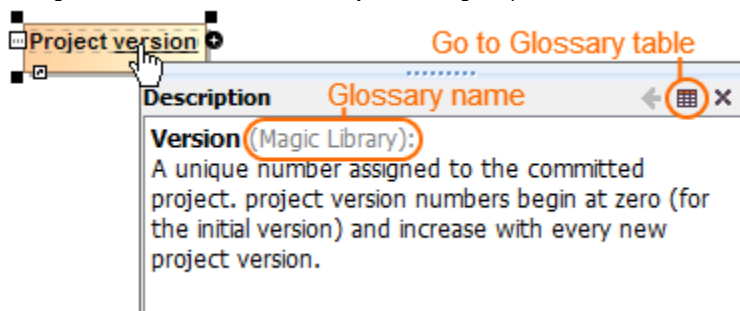 Project version
Go to Glossary table
Description
Glossary name
Version (Magic Library):
A unique number assigned to the committed
project. project version numbers begin at zero (for
the initial version) and increase with every new
project version.